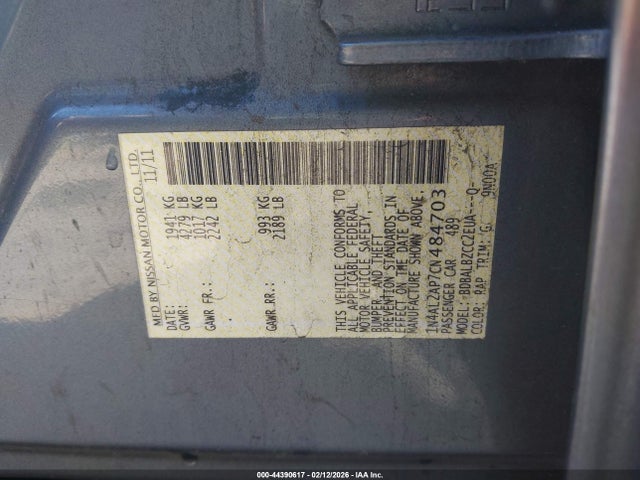 MFD BY NISSAN MOTOR CO., LTD.
11/11
DATE: 1941 KG
GVWR: 4279 LB
1017 KG
GAWR FR.: 2242 LB
993 KG
GAWR RR.: 2189 LB
THIS VEHICLE CONFORMS TO
ALL APPLICABLE FEDERAL
MOTOR VEHICLE SAFETY,
BUMPER, AND THEFT
PREVENTION STANDARDS IN
EFFECT ON THE DATE OF
MANUFACTURE SHOWN ABOVE.
1N4AL2AP7CN484703
PASSENGER CAR 489
MODEL: BDBALBZCC2EUA---Q-
COLOR: RAP TRIM: G
9N00A
000-44390617 - 02/12/2026 - IAAI Inc.